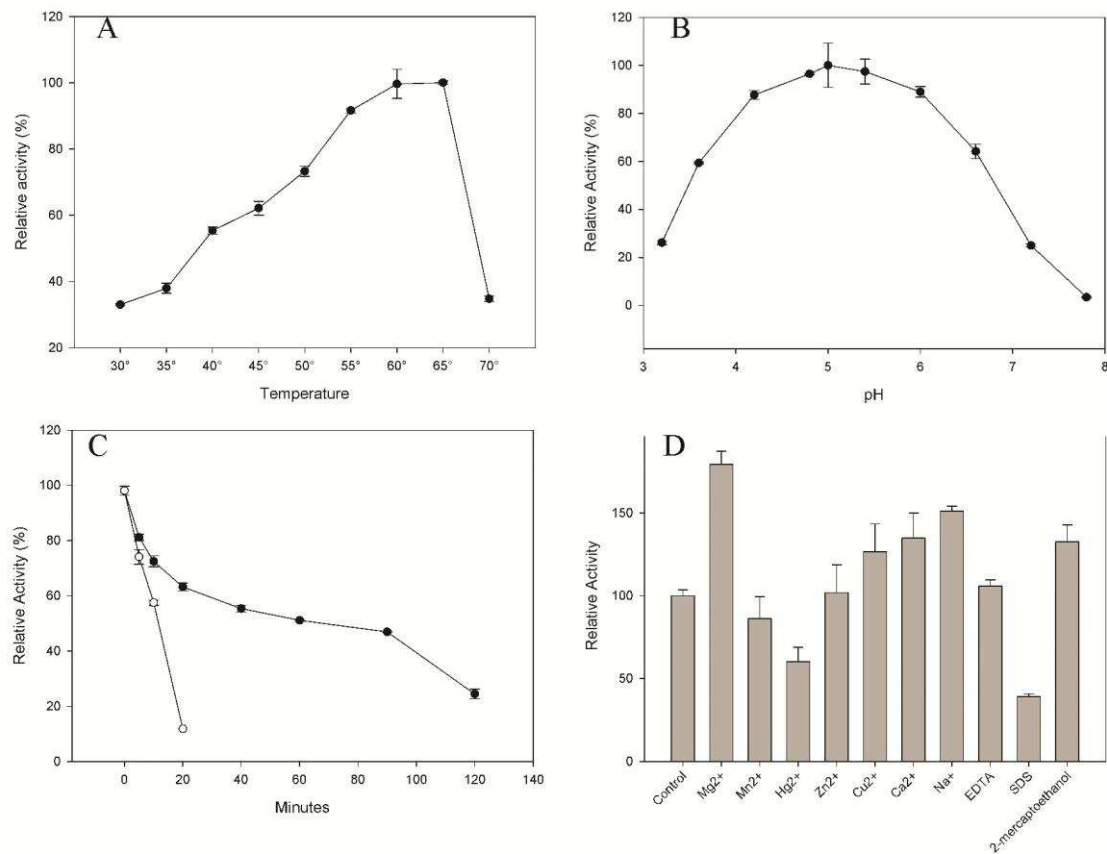 A
Relative activity (%)
120
100
80
60
40
20
30°
35°
40°
45°
50°
55°
60°
65°
70°
Temperature
B
Relative Activity (%)
120
100
80
60
40
20
0
3
4
5
6
7
8
pH
C
Relative Activity (%)
120
100
80
60
40
20
0
0
20
40
60
80
100
120
140
Minutes
D
Relative Activity
150
100
50
0
Control
Mg2+
Mn2+
Hg2+
Zn2+
Cu2+
Ca2+
Na+
EDTA
SDS
2-mercaptoethanol